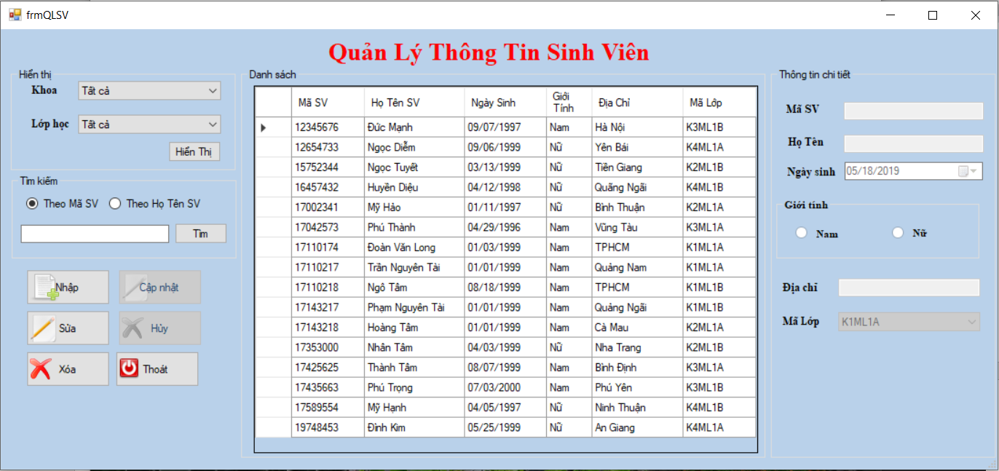 frmQLSV
Quản Lý Thông Tin Sinh Viên
Hiển thị
Khoa
Tất cả
Lớp học
Tất cả
Hiển Thị
Tìm kiếm
Theo Mã SV
Theo Họ Tên SV
Tìm
Nhập
Cập nhật
Sửa
Hủy
Xóa
Thoát
Danh sách
Mã SV Họ Tên SV Ngày Sinh Giới Tính Địa Chỉ Mã Lớp
12345676 Đức Mạnh 09/07/1997 Nam Hà Nội K3ML1B
12654733 Ngọc Diễm 09/06/1999 Nữ Yên Bái K4ML1A
15752344 Ngọc Tuyết 03/13/1999 Nữ Tiền Giang K2ML1B
16457432 Huyền Diệu 04/12/1998 Nữ Quãng Ngãi K4ML1B
17002341 Mỹ Hảo 01/11/1997 Nữ Bình Thuận K2ML1A
17042573 Phú Thành 04/29/1996 Nam Vũng Tàu K3ML1A
17110174 Đoàn Văn Long 01/03/1999 Nam TPHCM K1ML1A
17110217 Trần Nguyên Tài 01/01/1999 Nam Quảng Nam K1ML1A
17110218 Ngô Tâm 08/18/1999 Nam TPHCM K1ML1B
17143217 Phạm Nguyên Tài 01/01/1999 Nam Quảng Ngãi K1ML1B
17143218 Hoàng Tâm 01/01/1999 Nam Cà Mau K2ML1A
17353000 Nhân Tâm 04/03/1999 Nữ Nha Trang K2ML1B
17425625 Thành Tâm 08/07/1999 Nam Bình Định K3ML1A
17435663 Phú Trọng 07/03/2000 Nam Phú Yên K3ML1B
17589554 Mỹ Hạnh 04/05/1997 Nữ Ninh Thuận K4ML1B
19748453 Đình Kim 05/25/1999 Nữ An Giang K4ML1A
Thông tin chi tiết
Mã SV
Họ Tên
Ngày sinh
05/18/2019
Giới tính
Nam
Nữ
Địa chỉ
Mã Lớp
K1ML1A